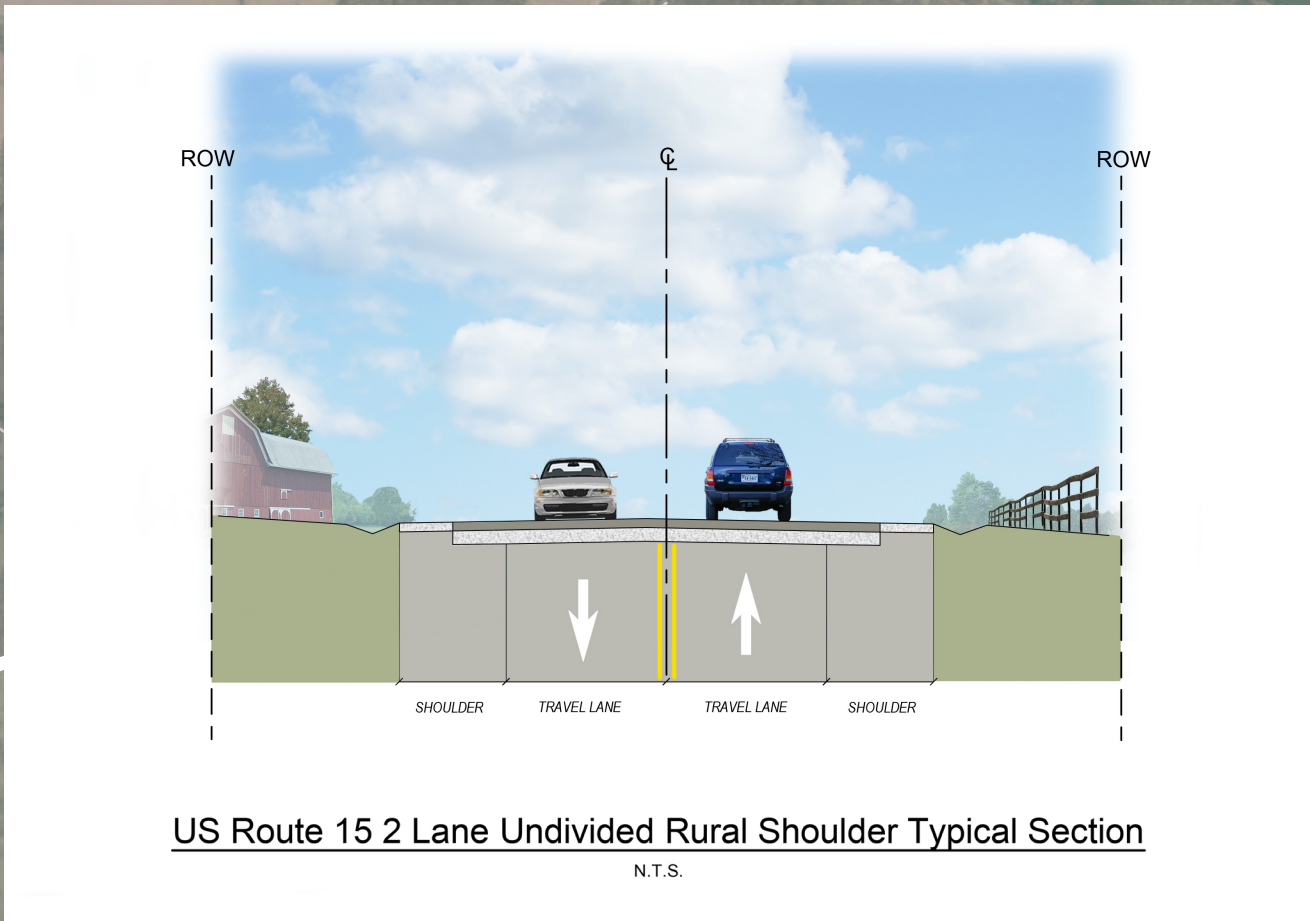 ROW ℄ ROW
SHOULDER TRAVEL LANE TRAVEL LANE SHOULDER
US Route 15 2 Lane Undivided Rural Shoulder Typical Section
N.T.S.